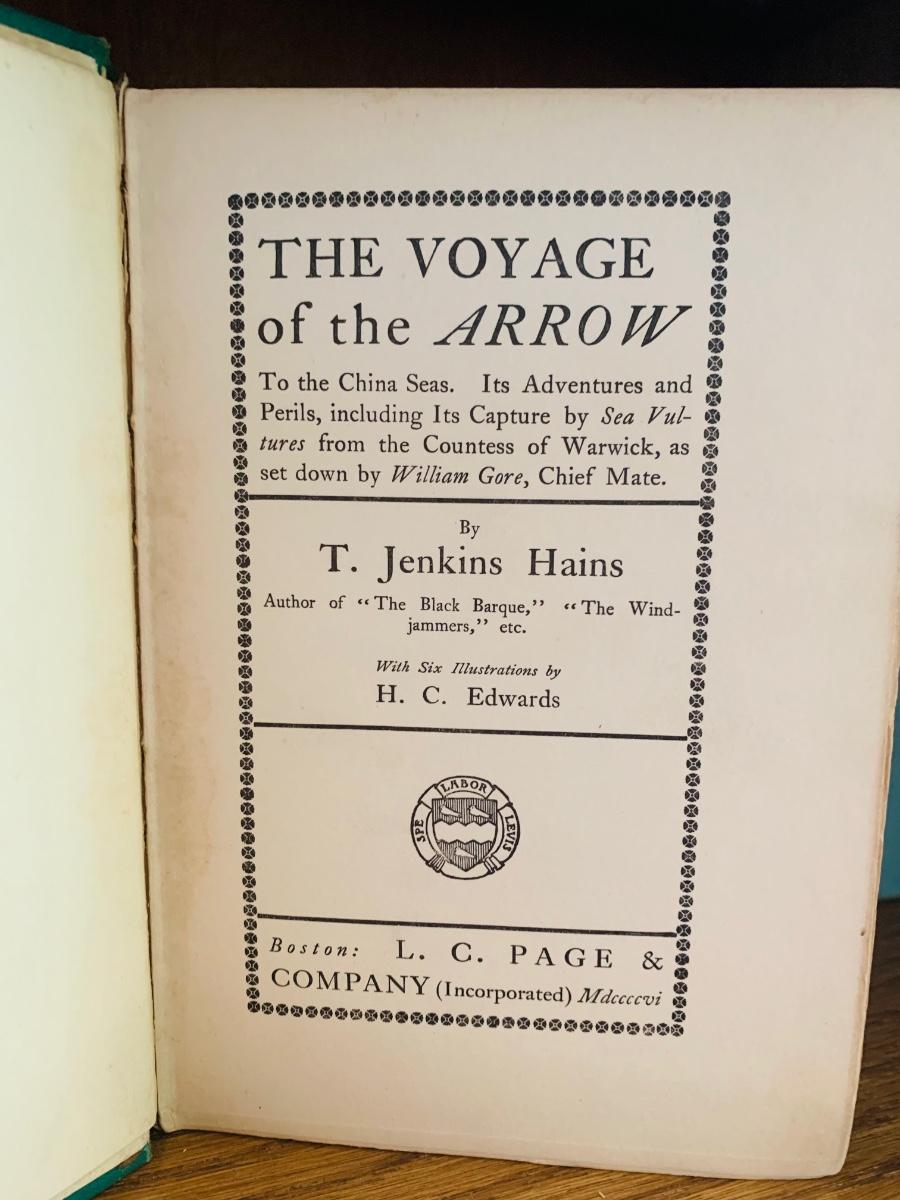 THE VOYAGE
of the ARROW
To the China Seas. Its Adventures and
Perils, including Its Capture by Sea Vul-
tures from the Countess of Warwick, as
set down by William Gore, Chief Mate.
By
T. Jenkins Hains
Author of “The Black Barque,” “The Wind-
jammers,” etc.
With Six Illustrations by
H. C. Edwards
SPE LABOR LEVIS
Boston: L. C. PAGE &
COMPANY (Incorporated) Mdccccvi